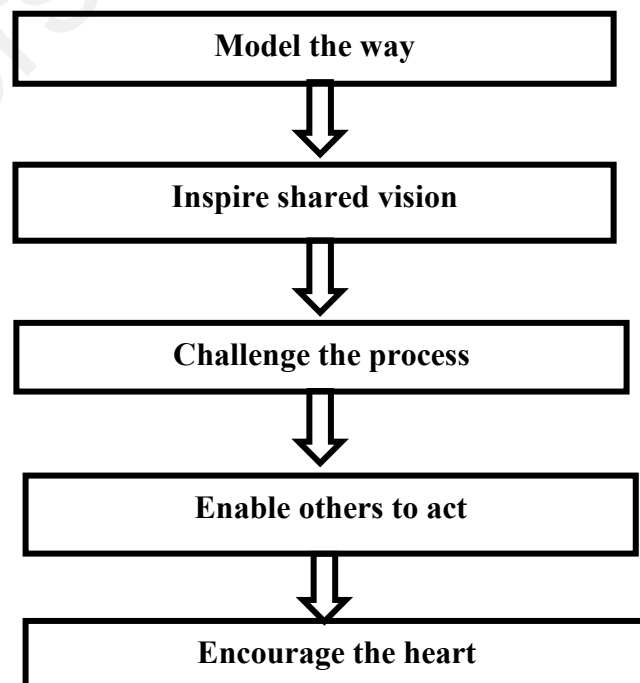 Model the way
Inspire shared vision
Challenge the process
Enable others to act
Encourage the heart